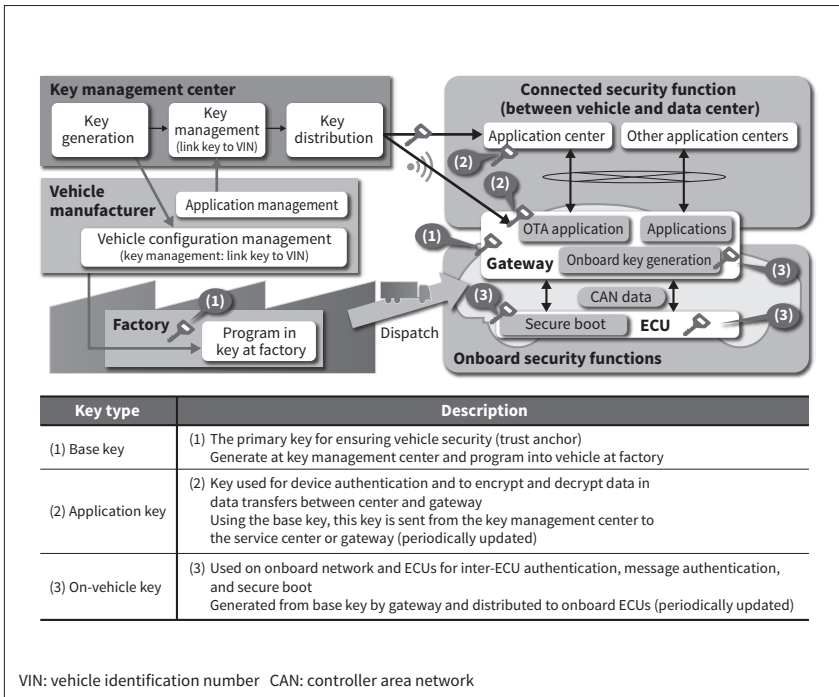 Key management center
Key
generation
Key
management
(link key to VIN)
Key
distribution
Vehicle
manufacturer
Application management
Vehicle configuration management
(key management: link key to VIN)
(1)
Factory
Program in
key at factory
Dispatch
Connected security function
(between vehicle and data center)
Application center
Other application centers
(2)
(2)
OTA application
Applications
(1)
Gateway
Onboard key generation
(3)
(3)
CAN data
Secure boot
ECU
(3)
Onboard security functions
Key type
Description
(1) Base key
(1) The primary key for ensuring vehicle security (trust anchor)
Generate at key management center and program into vehicle at factory
(2) Application key
(2) Key used for device authentication and to encrypt and decrypt data in
data transfers between center and gateway
Using the base key, this key is sent from the key management center to
the service center or gateway (periodically updated)
(3) On-vehicle key
(3) Used on onboard network and ECUs for inter-ECU authentication, message authentication,
and secure boot
Generated from base key by gateway and distributed to onboard ECUs (periodically updated)
VIN: vehicle identification number CAN: controller area network